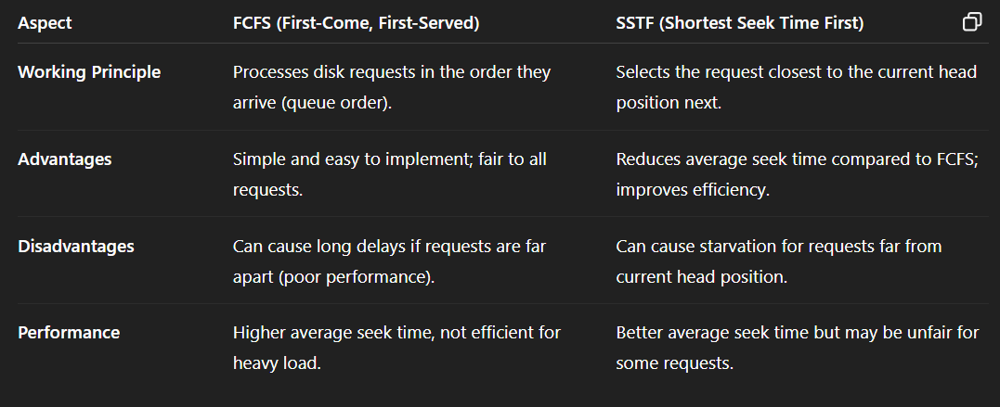 Aspect FCFS (First-Come, First-Served) SSTF (Shortest Seek Time First)
Working Principle Processes disk requests in the order they Selects the request closest to the current head
arrive (queue order). position next.
Advantages Simple and easy to implement; fair to all Reduces average seek time compared to FCFS;
requests. improves efficiency.
Disadvantages Can cause long delays if requests are far Can cause starvation for requests far from
apart (poor performance). current head position.
Performance Higher average seek time, not efficient for Better average seek time but may be unfair for
heavy load. some requests.